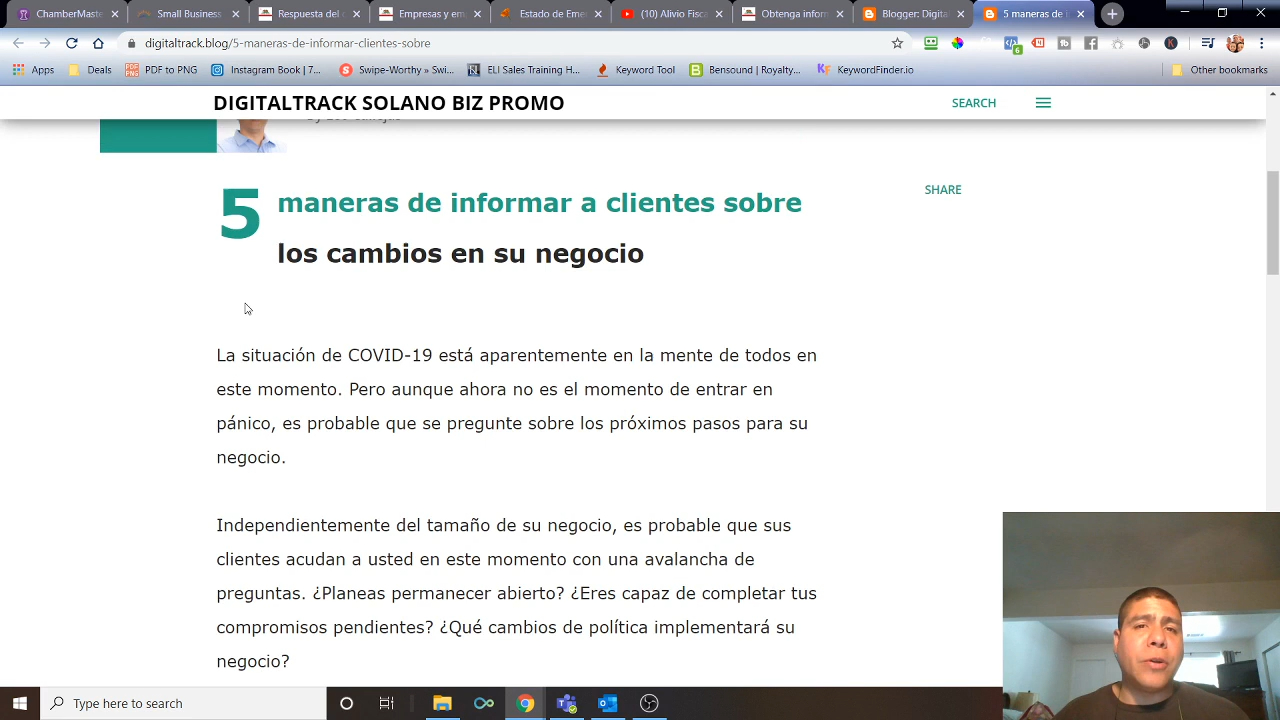 ChamberMaste
Small Business
Respuesta del c
Empresas y em
Estado de Eme
(10) Alivio Fisca
Obtenga inform
Blogger: Digita
5 maneras de i
digitaltrack.blog/5-maneras-de-informar-clientes-sobre
6
Apps
Deals
PDF to PNG
Instagram Book | 7...
Swipe-Worthy » Swi...
ELI Sales Training H...
Keyword Tool
Bensound | Royalty...
KeywordFinder.io
Other bookmarks
DIGITALTRACK SOLANO BIZ PROMO
SEARCH
SHARE
5 maneras de informar a clientes sobre
los cambios en su negocio
La situación de COVID-19 está aparentemente en la mente de todos en
este momento. Pero aunque ahora no es el momento de entrar en
pánico, es probable que se pregunte sobre los próximos pasos para su
negocio.
Independientemente del tamaño de su negocio, es probable que sus
clientes acudan a usted en este momento con una avalancha de
preguntas. ¿Planeas permanecer abierto? ¿Eres capaz de completar tus
compromisos pendientes? ¿Qué cambios de política implementará su
negocio?
Type here to search